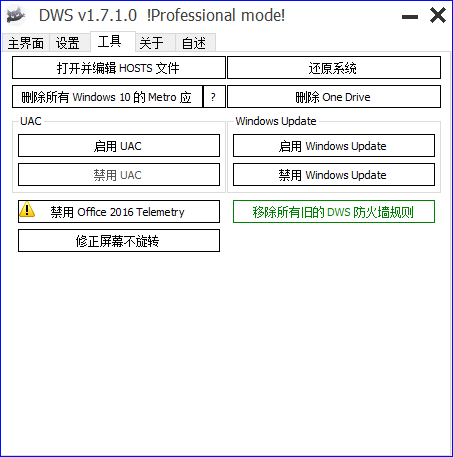 DWS v1.7.1.0 !Professional mode!
主界面 设置 工具 关于 自述
打开并编辑 HOSTS 文件 还原系统
删除所有 Windows 10 的 Metro 应 ? 删除 One Drive
UAC Windows Update
启用 UAC 启用 Windows Update
禁用 UAC 禁用 Windows Update
禁用 Office 2016 Telemetry 移除所有旧的 DWS 防火墙规则
修正屏幕不旋转